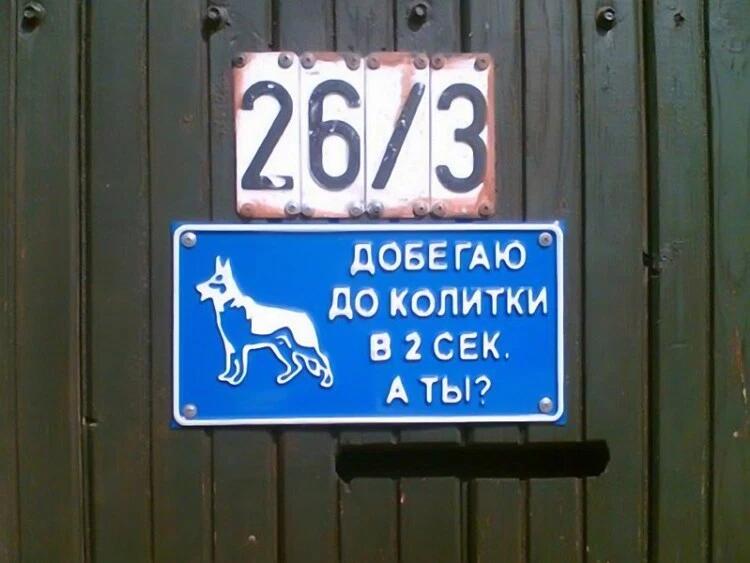 26/3
ДОБЕГАЮ
ДО КОЛИТКИ
В 2 СЕК.
А ТЫ?